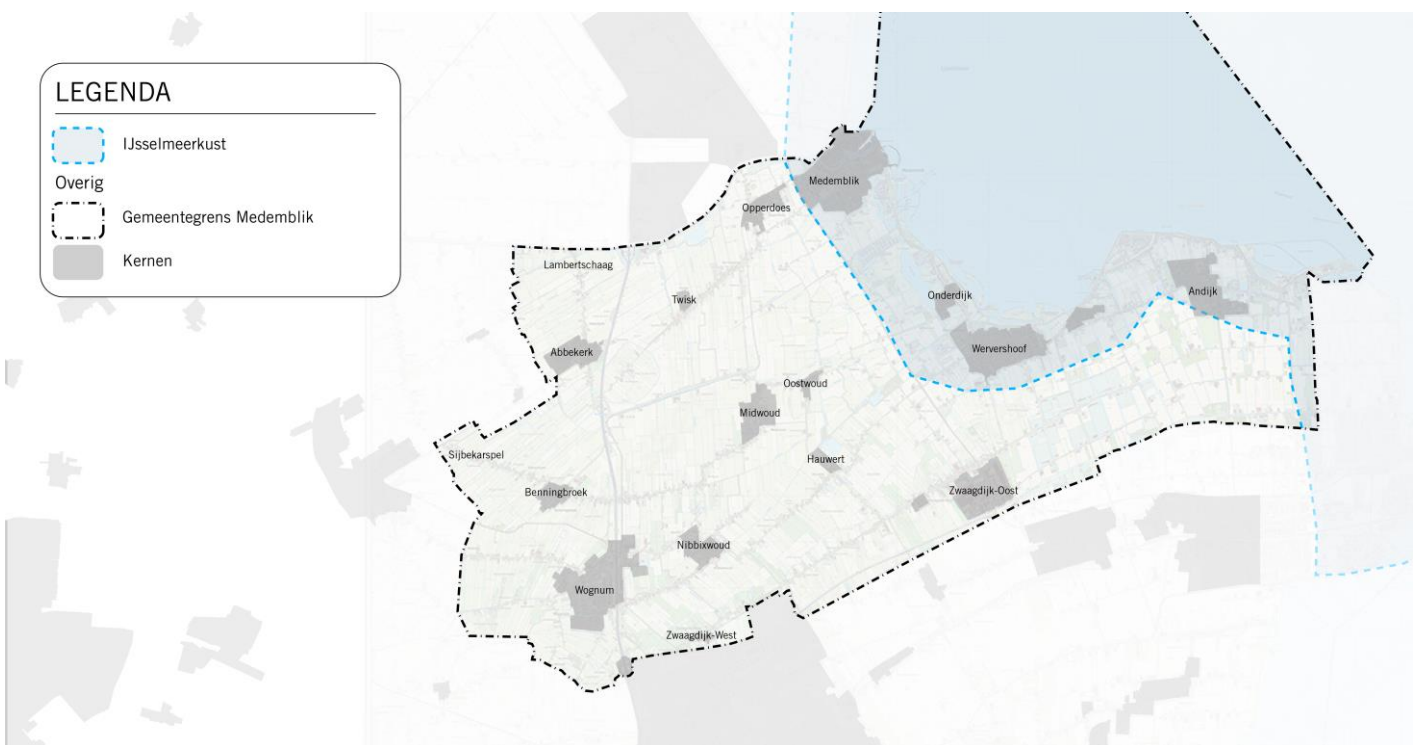 LEGENDA
IJsselmeerkust
Overig
Gemeentegrens Medemblik
Kernen
Medemblik
Opperdoes
Lambertschaag
Twisk
Onderdijk
Andijk
Wervershoof
Abbekerk
Oostwoud
Midwoud
Sijbekarspel
Hauwert
Benningbroek
Zwaagdijk-Oost
Nibbixwoud
Wognum
Zwaagdijk-West